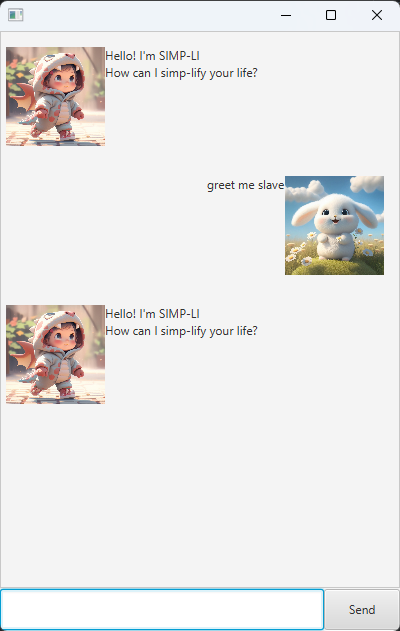 Hello! I'm SIMP-LI
How can I simp-lify your life?
greet me slave
Hello! I'm SIMP-LI
How can I simp-lify your life?
Send